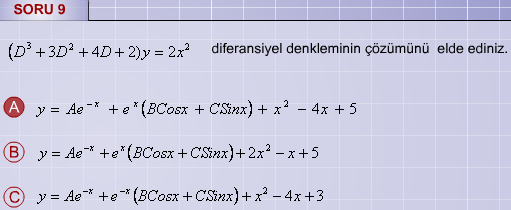 SORU 9
(D³ + 3D² + 4D + 2)y = 2x² diferansiyel denkleminin çözümünü elde ediniz.
A y = Ae⁻ˣ + eˣ(BCosx + CSinx) + x² − 4x + 5
B y = Ae⁻ˣ + eˣ(BCosx + CSinx) + 2x² − x + 5
C y = Ae⁻ˣ + e⁻ˣ(BCosx + CSinx) + x² − 4x + 3